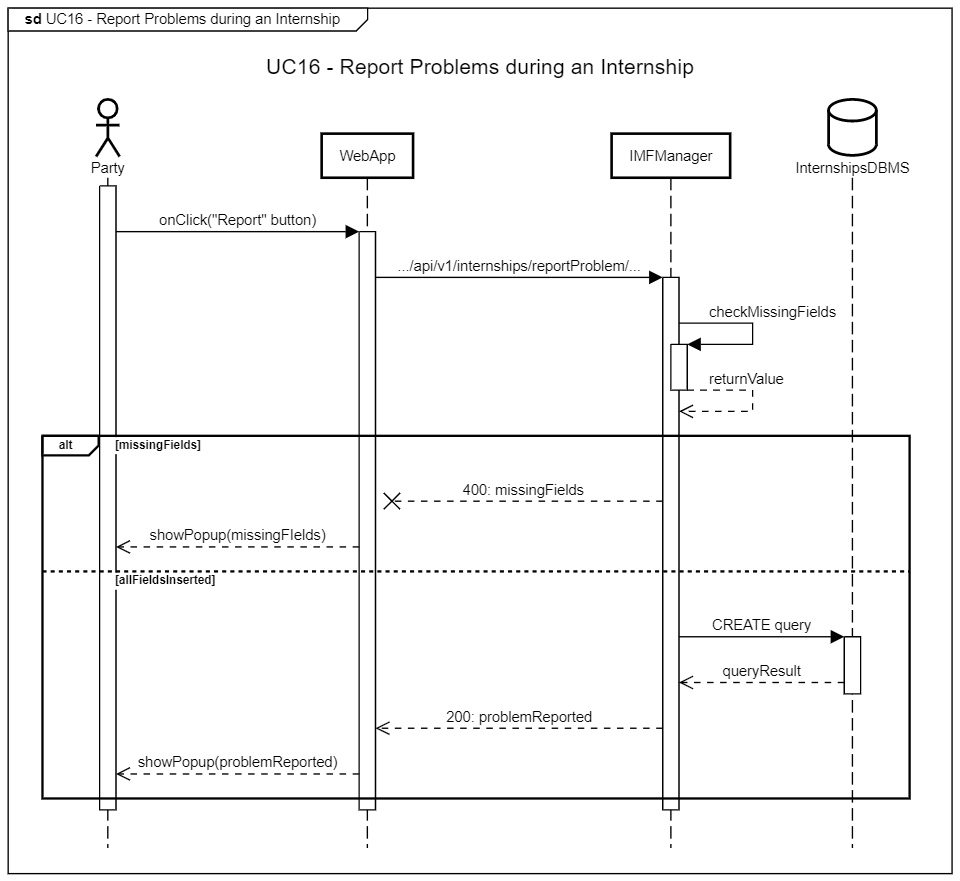 sd UC16 - Report Problems during an Internship
UC16 - Report Problems during an Internship
Party
WebApp
IMFManager
InternshipsDBMS
onClick("Report" button)
.../api/v1/internships/reportProblem/...
checkMissingFields
returnValue
alt
[missingFields]
400: missingFields
showPopup(missingFIelds)
[allFieldsInserted]
CREATE query
queryResult
200: problemReported
showPopup(problemReported)